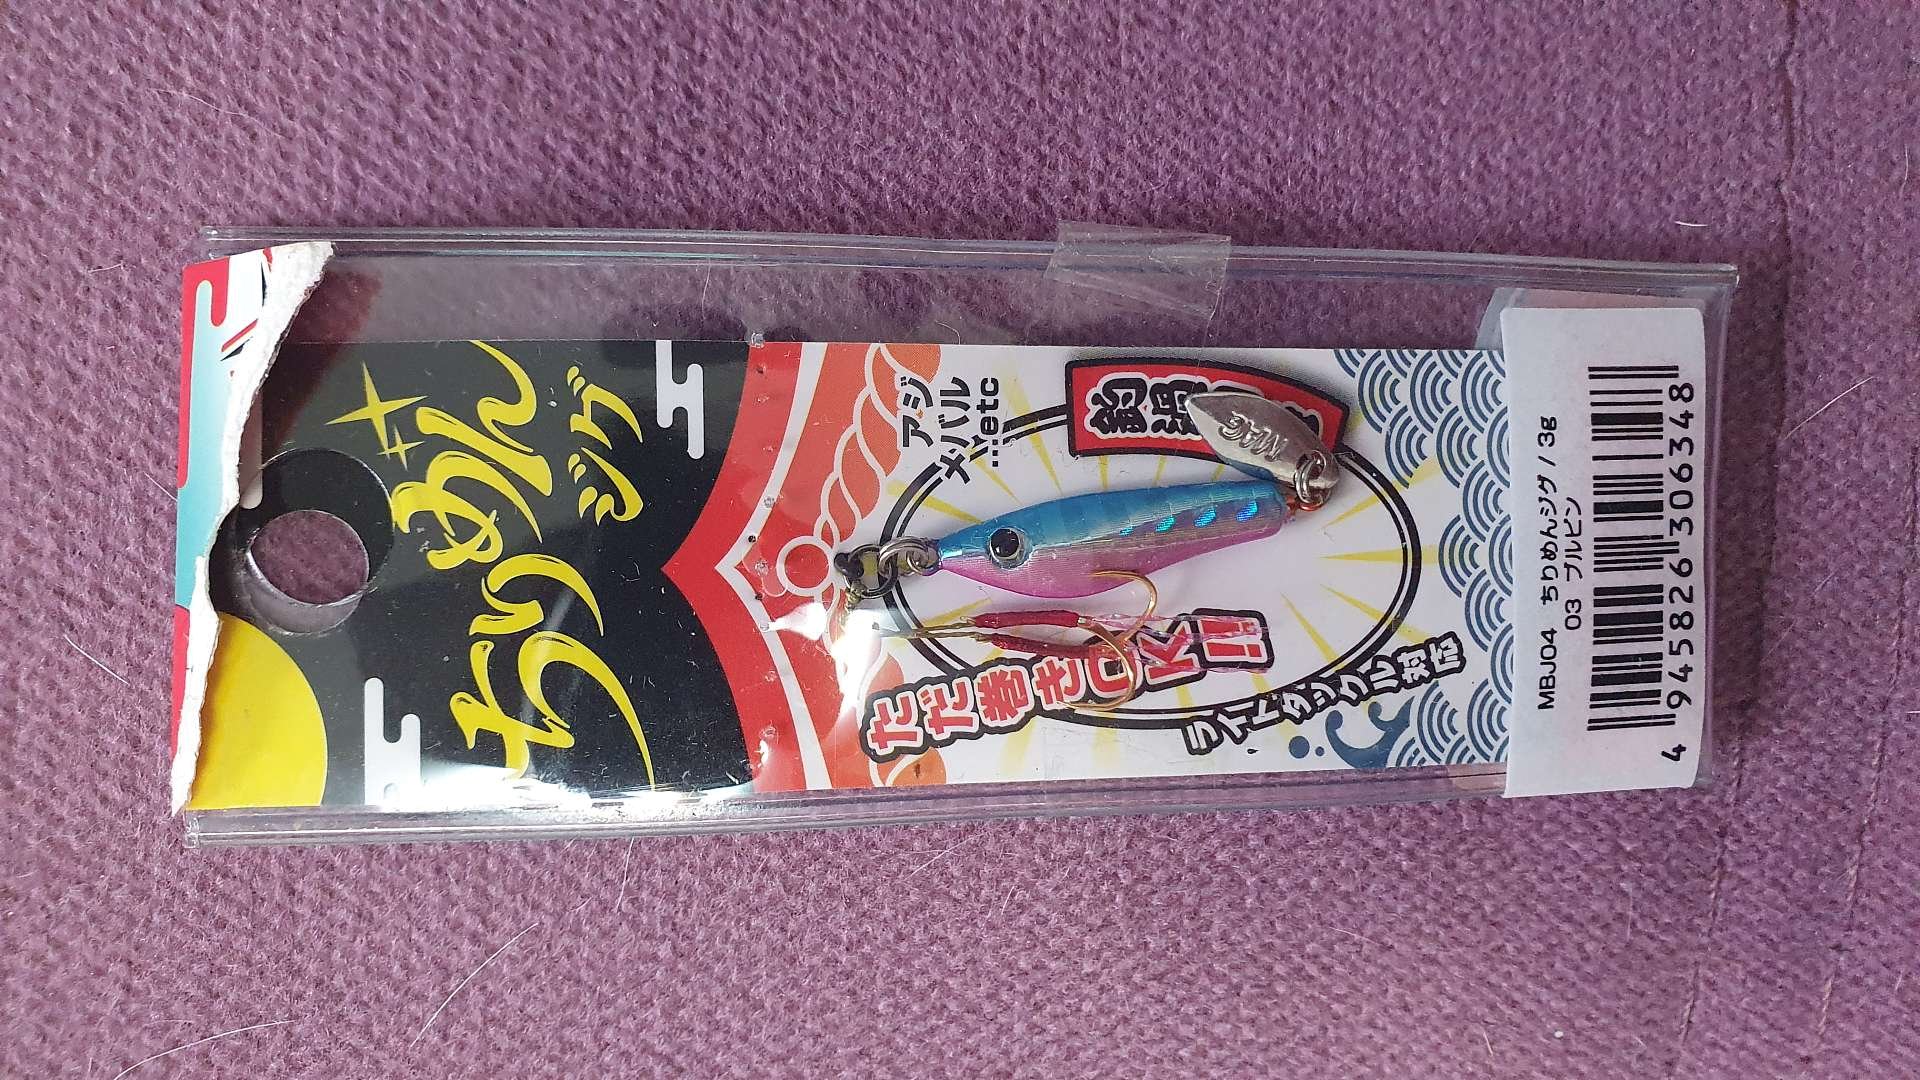 ちりめん
ジグ
アジ
メバル
...etc
ただ巻きOK!!
ライトタックル対応
MAG
MBJ04 ちりめんジグ / 3g
03 ブルピン
4 945826 306348